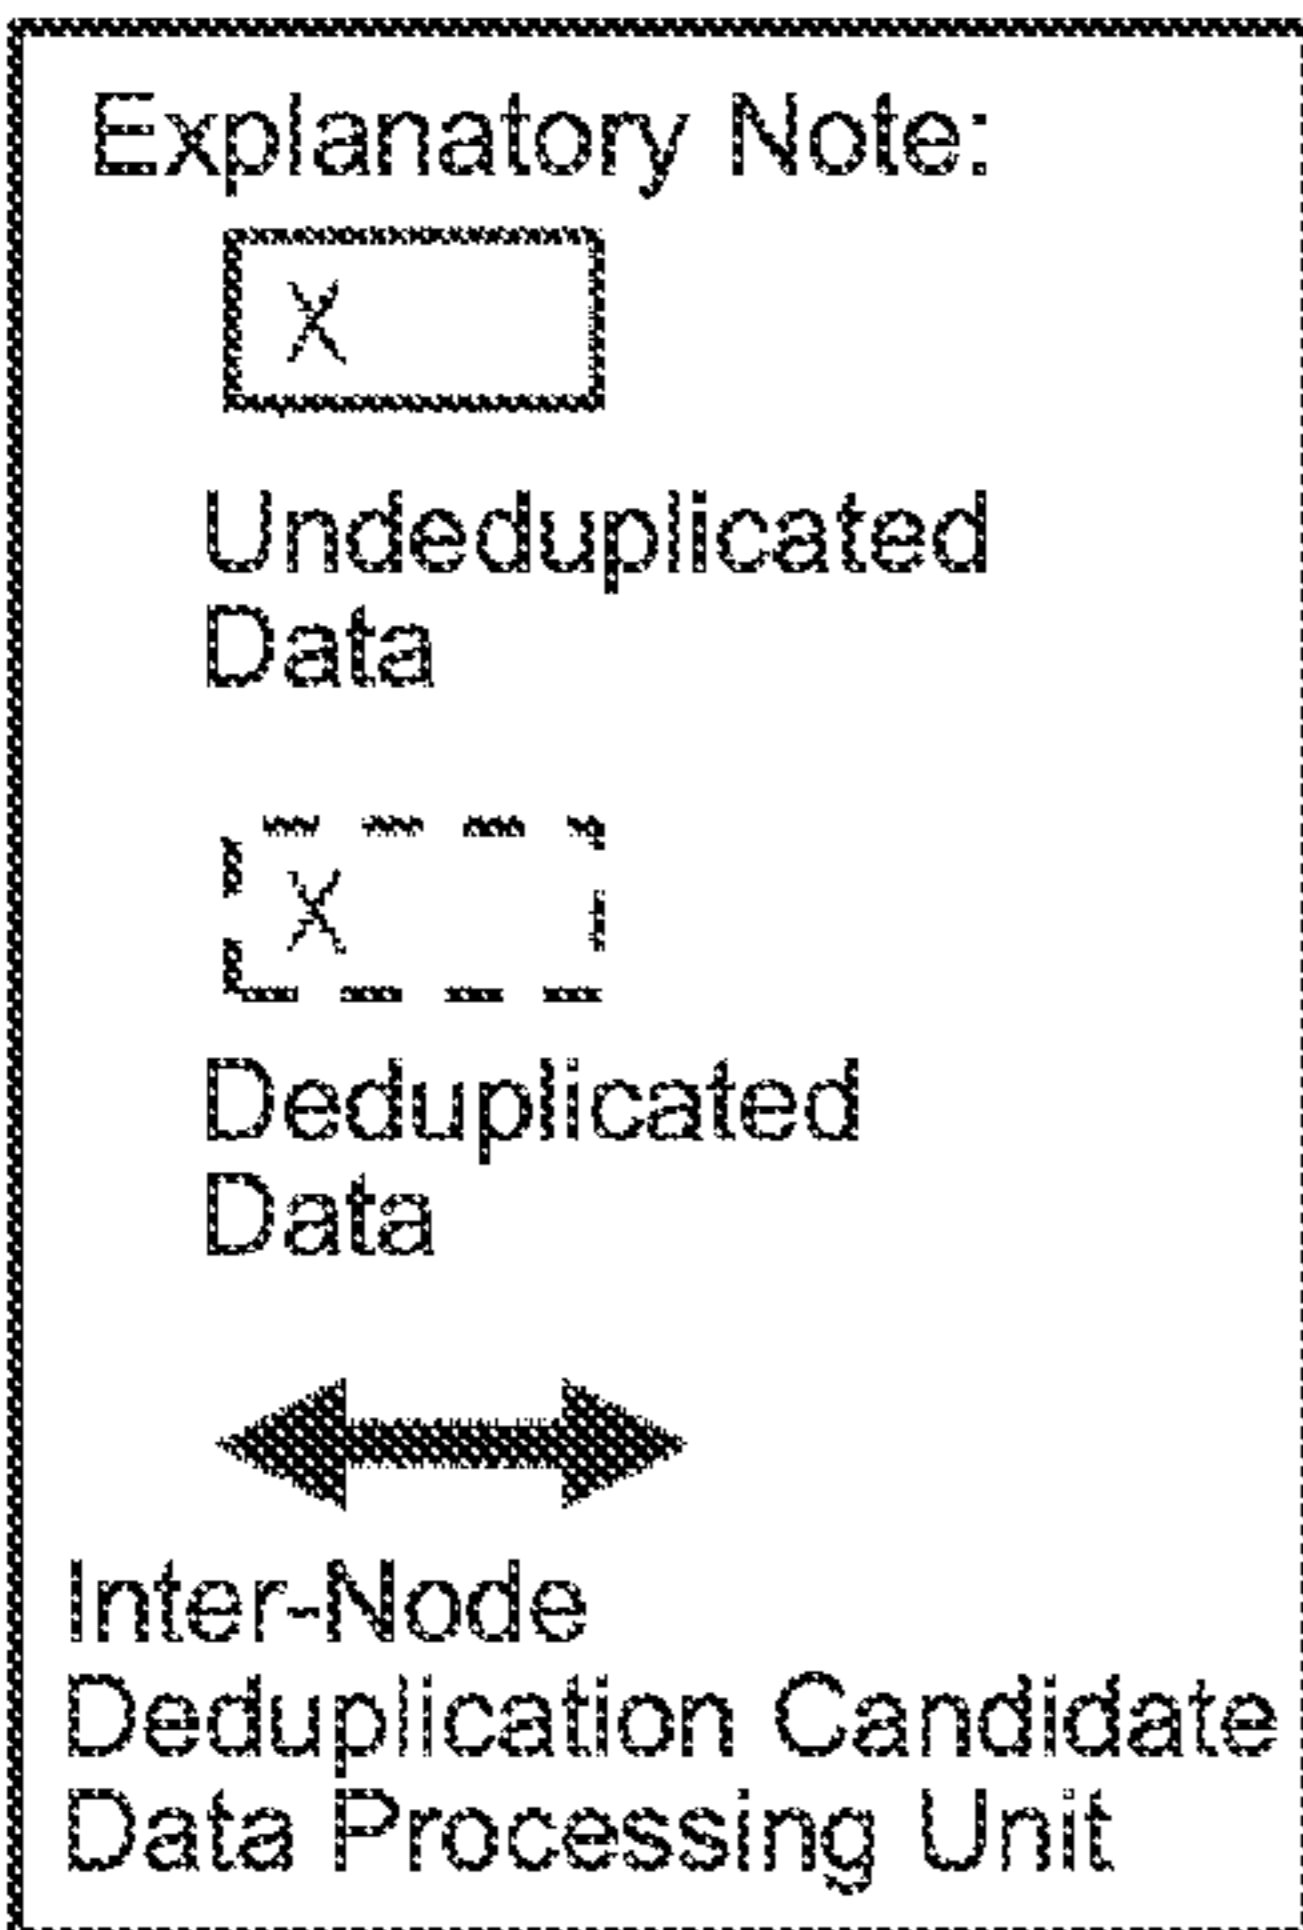 Explanatory Note:
X
Undeduplicated
Data
X
Deduplicated
Data
Inter-Node
Deduplication Candidate
Data Processing Unit